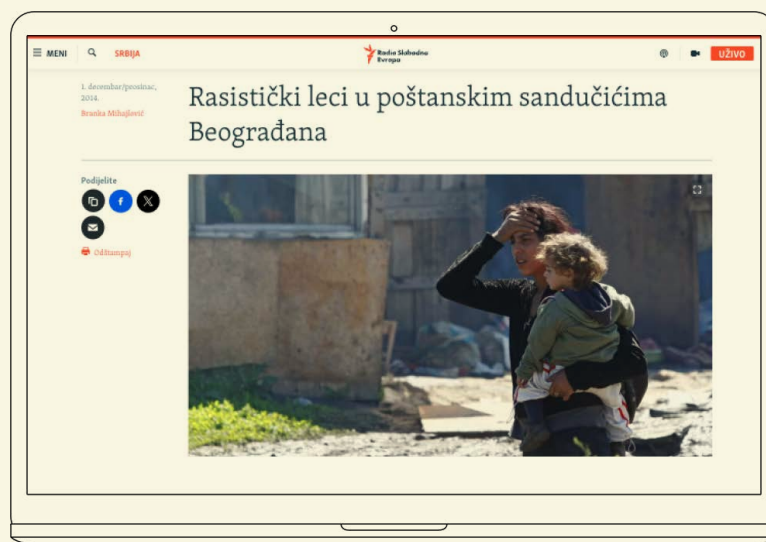 MENI
SRBIJA
Radio Slobodna
Evropa
UŽIVO
1. decembar/prosinac,
2014.
Branka Mihajlović
Rasistički leci u poštanskim sandučićima
Beograđana
Podijelite
Odštampaj